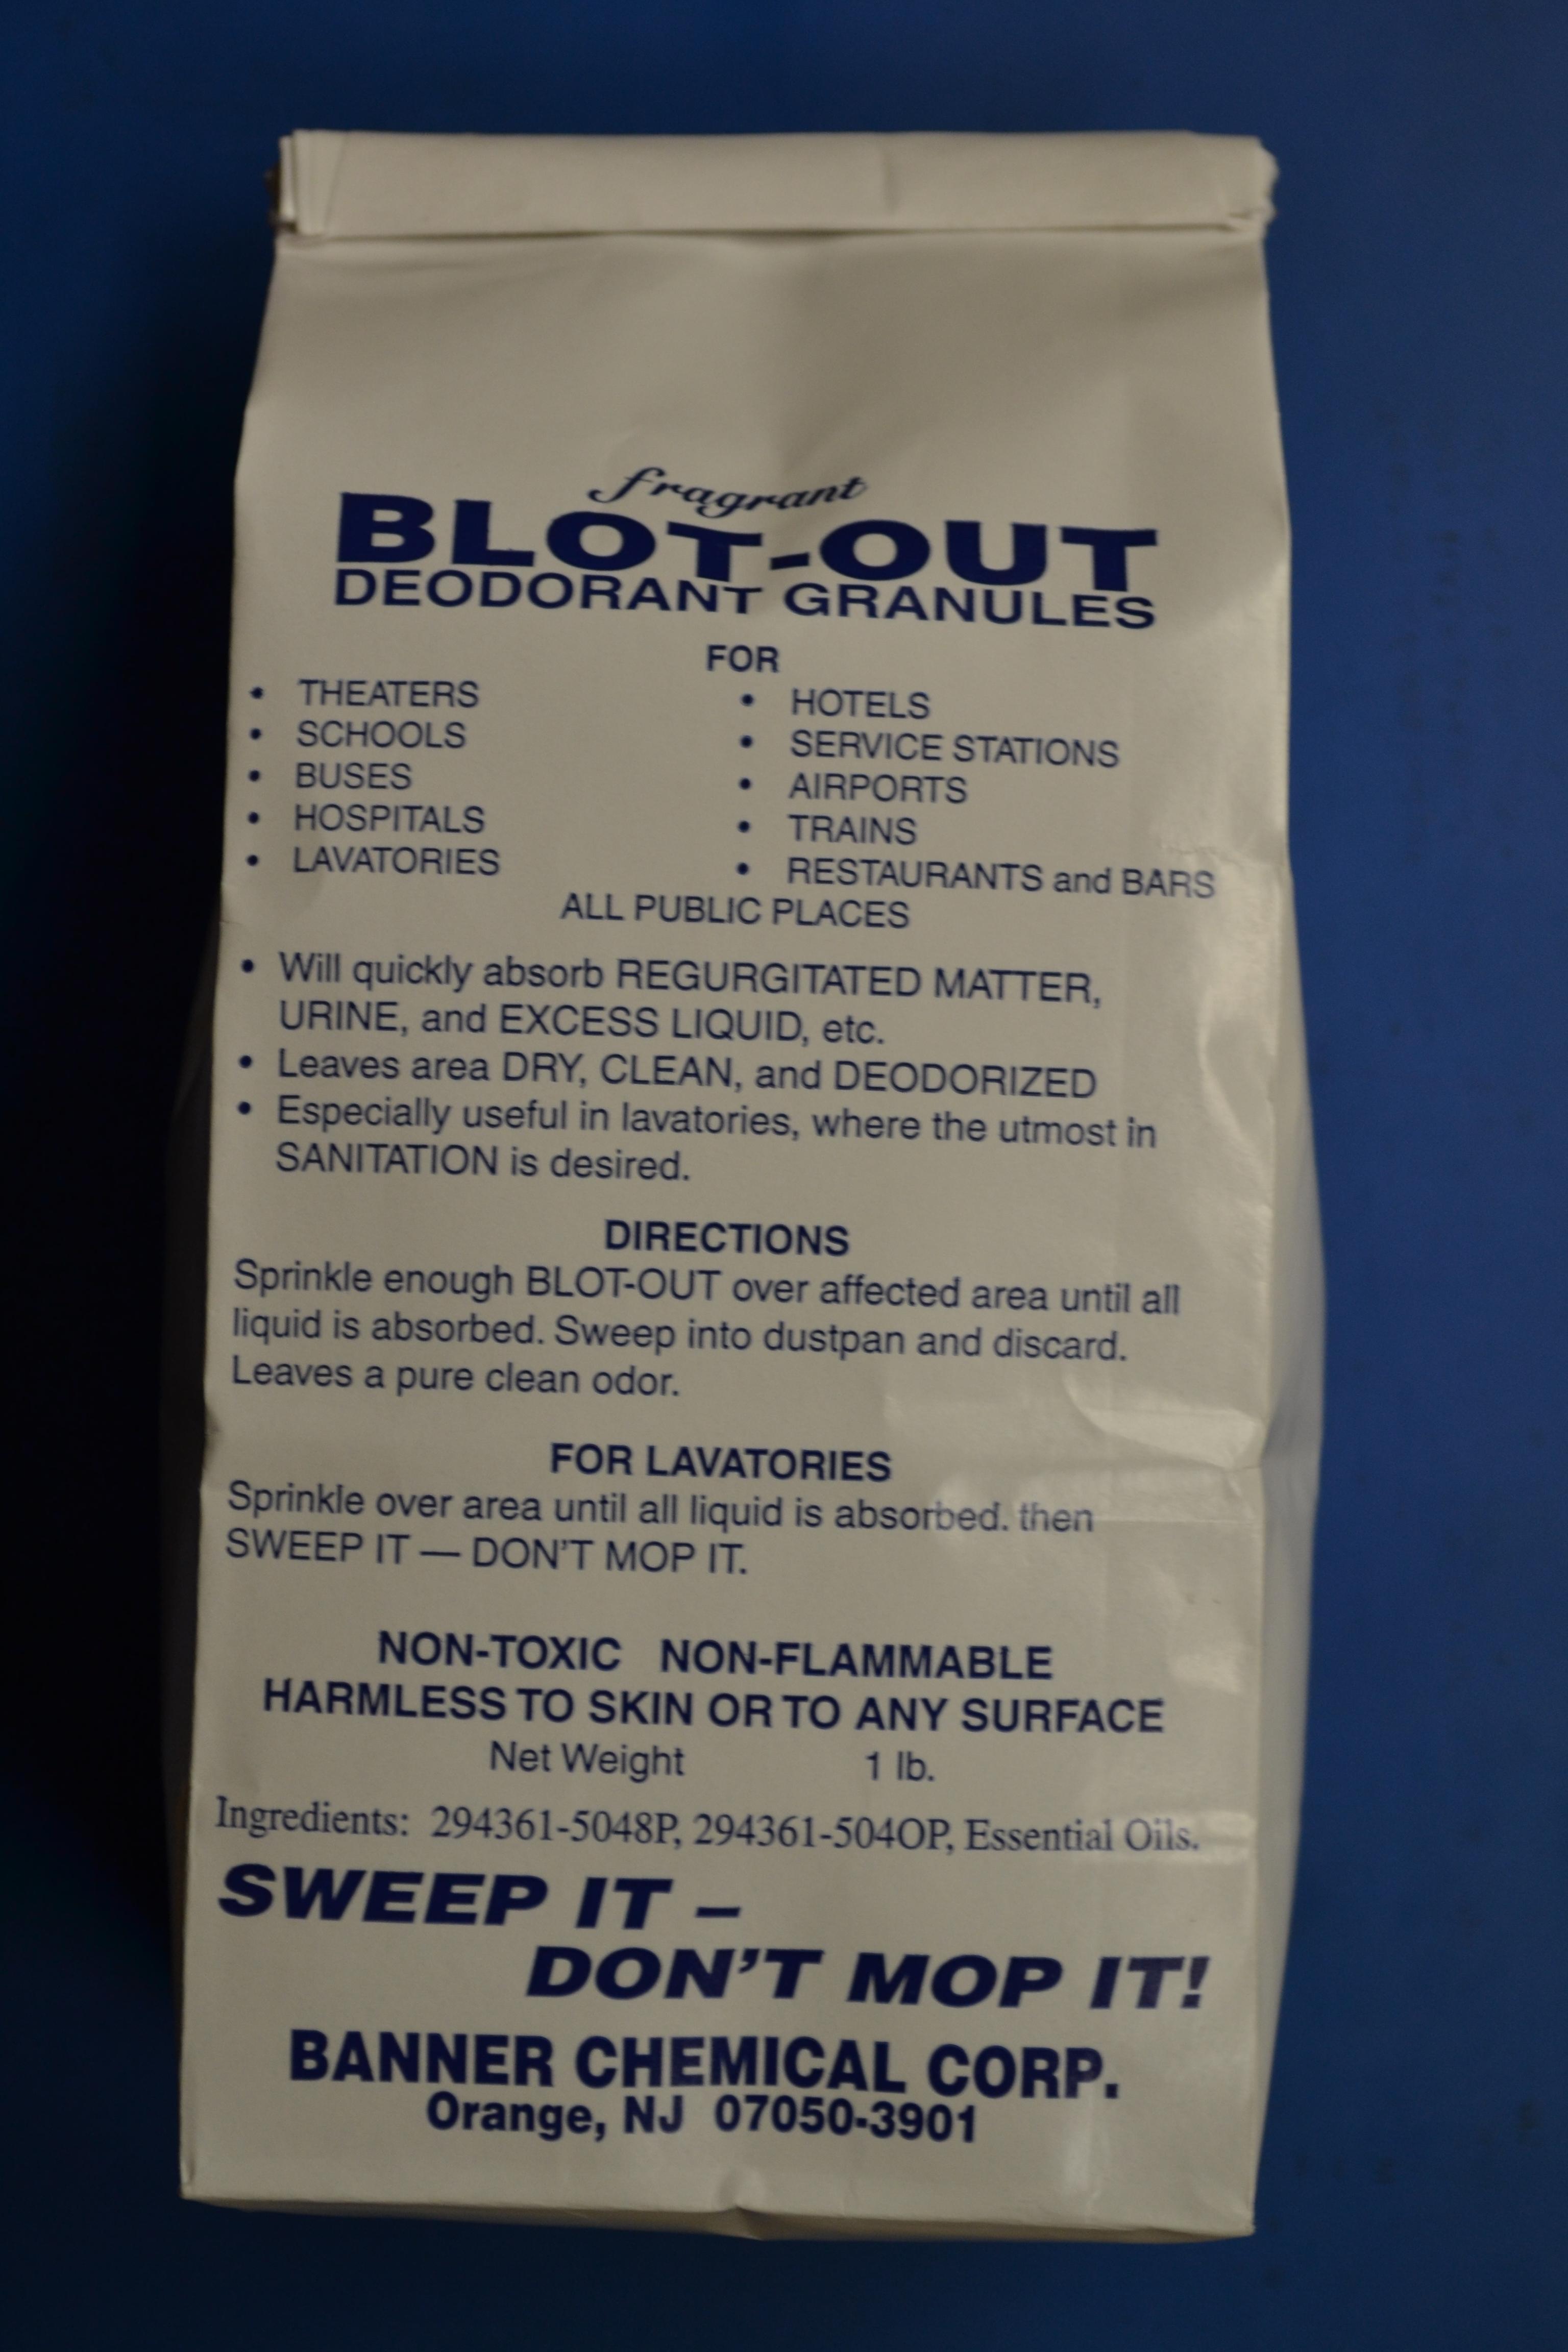 fragrant
BLOT-OUT
DEODORANT GRANULES
FOR
• THEATERS
• SCHOOLS
• BUSES
• HOSPITALS
• LAVATORIES
• HOTELS
• SERVICE STATIONS
• AIRPORTS
• TRAINS
• RESTAURANTS and BARS
ALL PUBLIC PLACES
• Will quickly absorb REGURGITATED MATTER,
URINE, and EXCESS LIQUID, etc.
• Leaves area DRY, CLEAN, and DEODORIZED
• Especially useful in lavatories, where the utmost in
SANITATION is desired.
DIRECTIONS
Sprinkle enough BLOT-OUT over affected area until all
liquid is absorbed. Sweep into dustpan and discard.
Leaves a pure clean odor.
FOR LAVATORIES
Sprinkle over area until all liquid is absorbed. then
SWEEP IT — DON'T MOP IT.
NON-TOXIC NON-FLAMMABLE
HARMLESS TO SKIN OR TO ANY SURFACE
Net Weight 1 lb.
Ingredients: 294361-5048P, 294361-504OP, Essential Oils.
SWEEP IT –
DON'T MOP IT!
BANNER CHEMICAL CORP.
Orange, NJ 07050-3901